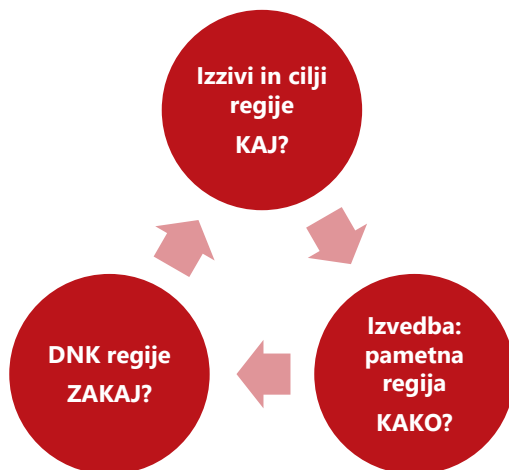 Izzivi in cilji
regije
KAJ?
Izvedba:
pametna
regija
KAKO?
DNK regije
ZAKAJ?